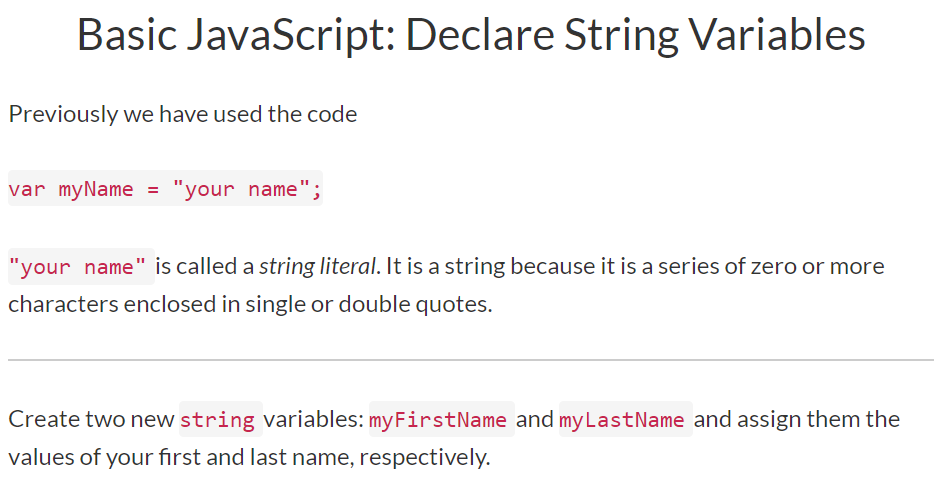 Basic JavaScript: Declare String Variables
Previously we have used the code
var myName = "your name";
"your name" is called a string literal. It is a string because it is a series of zero or more
characters enclosed in single or double quotes.
Create two new string variables: myFirstName and myLastName and assign them the
values of your first and last name, respectively.